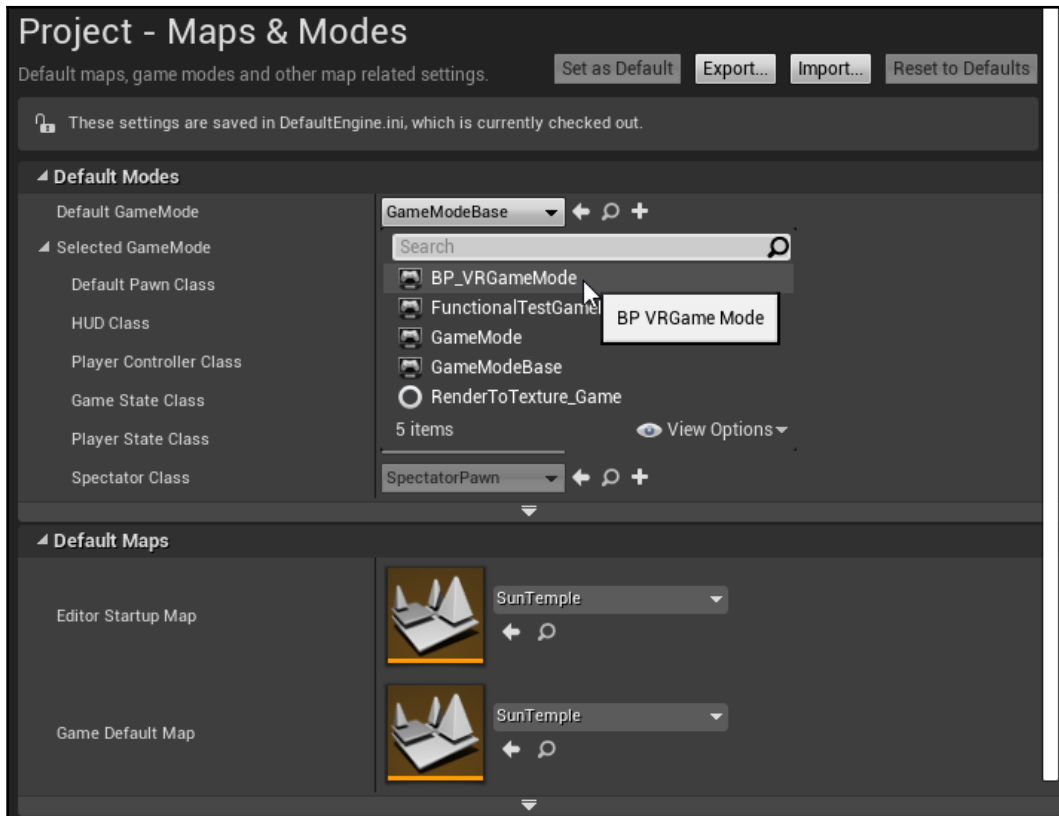 Project - Maps & Modes
Default maps, game modes and other map related settings.
Set as Default
Export...
Import...
Reset to Defaults
These settings are saved in DefaultEngine.ini, which is currently checked out.
Default Modes
Default GameMode
GameModeBase
Selected GameMode
Search
Default Pawn Class
BP_VRGameMode
FunctionalTestGame
BP VRGame Mode
HUD Class
GameMode
Player Controller Class
GameModeBase
Game State Class
RenderToTexture_Game
Player State Class
5 items
View Options
Spectator Class
SpectatorPawn
Default Maps
Editor Startup Map
SunTemple
Game Default Map
SunTemple